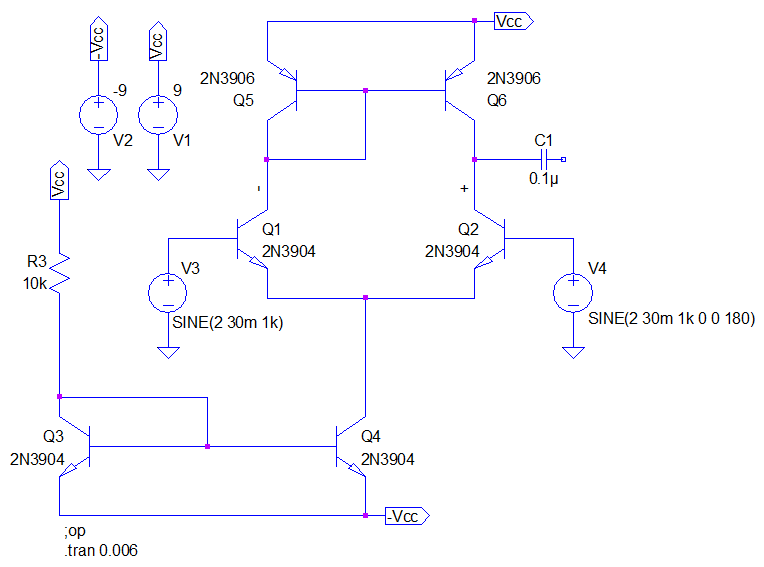 Vcc
-Vcc
Vcc
-9
9
V2
V1
2N3906
Q5
2N3906
Q6
C1
0.1µ
Vcc
-
+
Q1
2N3904
Q2
2N3904
R3
10k
V3
SINE(2 30m 1k)
V4
SINE(2 30m 1k 0 0 180)
Q3
2N3904
Q4
2N3904
-Vcc
;op
.tran 0.006